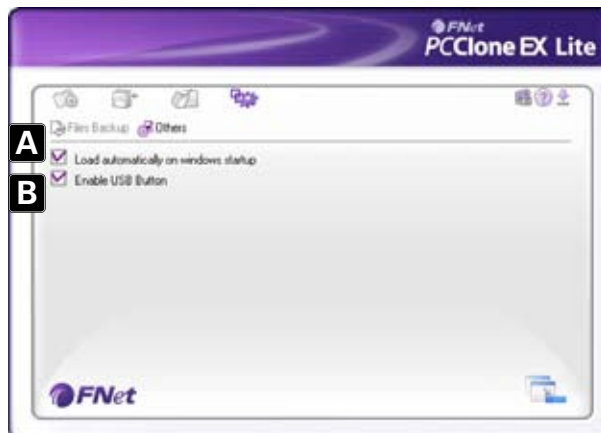 FNet
PCClone EX Lite
Files Backup Others
A Load automatically on windows startup
B Enable USB Button
FNet